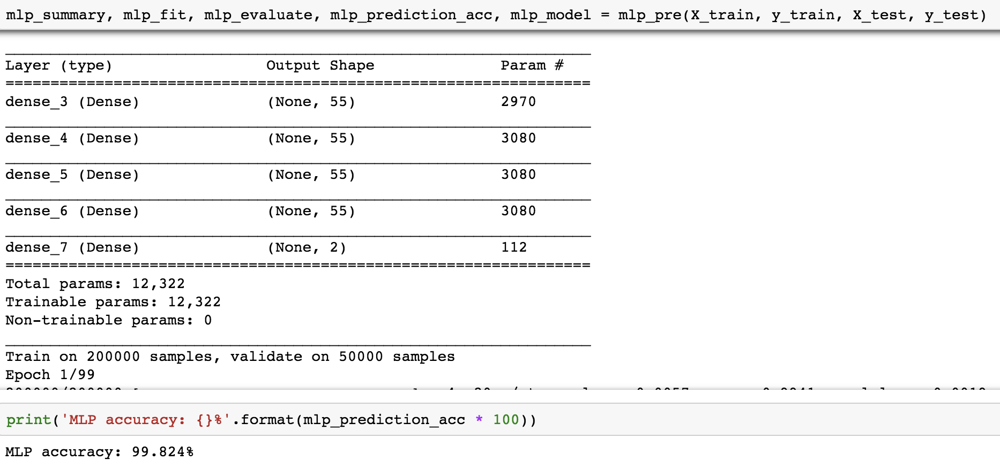 mlp_summary, mlp_fit, mlp_evaluate, mlp_prediction_acc, mlp_model = mlp_pre(X_train, y_train, X_test, y_test)
_________________________________________________________________
Layer (type)                 Output Shape              Param #
=================================================================
dense_3 (Dense)              (None, 55)                2970
_________________________________________________________________
dense_4 (Dense)              (None, 55)                3080
_________________________________________________________________
dense_5 (Dense)              (None, 55)                3080
_________________________________________________________________
dense_6 (Dense)              (None, 55)                3080
_________________________________________________________________
dense_7 (Dense)              (None, 2)                 112
=================================================================
Total params: 12,322
Trainable params: 12,322
Non-trainable params: 0
_________________________________________________________________
Train on 200000 samples, validate on 50000 samples
Epoch 1/99
print('MLP accuracy: {}%'.format(mlp_prediction_acc * 100))
MLP accuracy: 99.824%